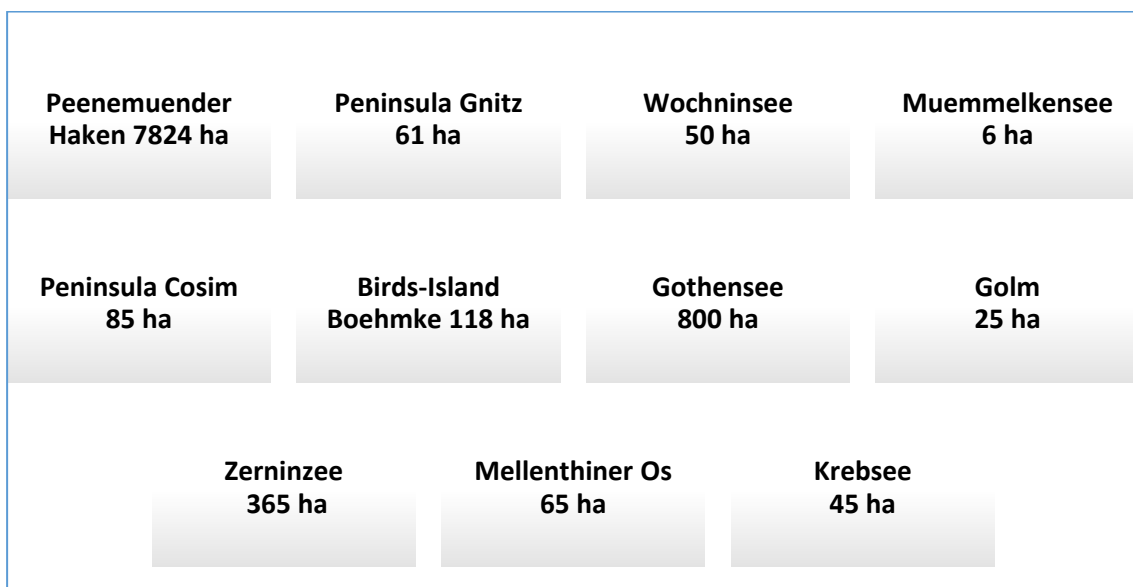 Peenemuender
Haken 7824 ha
Peninsula Gnitz
61 ha
Wochninsee
50 ha
Muemmelkensee
6 ha
Peninsula Cosim
85 ha
Birds-Island
Boehmke 118 ha
Gothensee
800 ha
Golm
25 ha
Zerninzee
365 ha
Mellenthiner Os
65 ha
Krebsee
45 ha